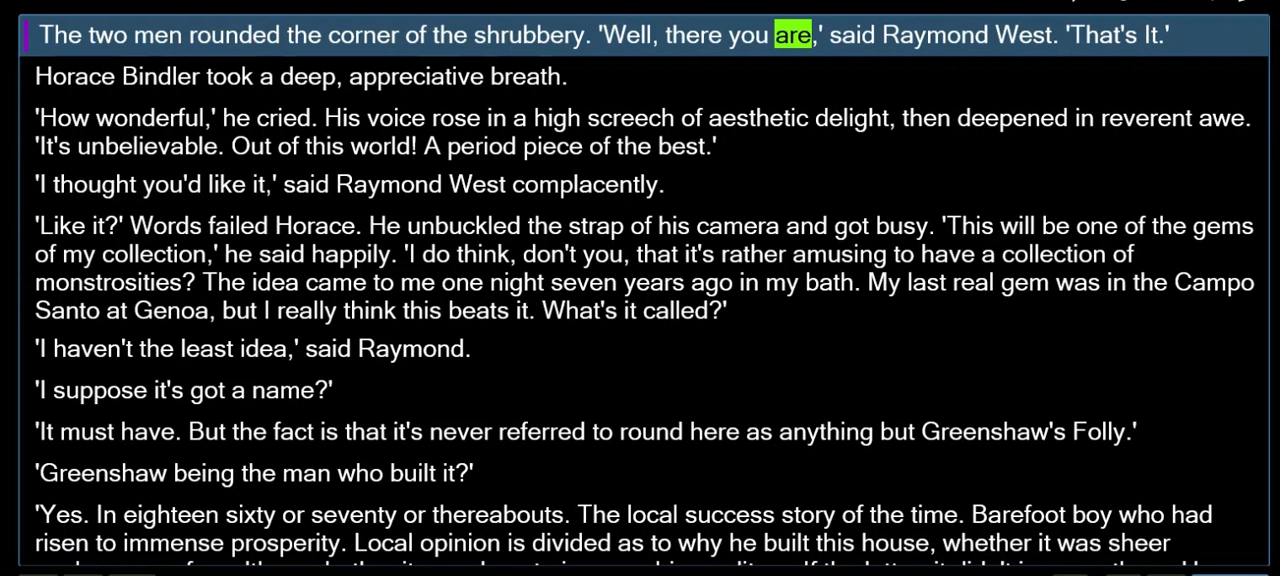 The two men rounded the corner of the shrubbery. 'Well, there you are,' said Raymond West. 'That's It.'
Horace Bindler took a deep, appreciative breath.
'How wonderful,' he cried. His voice rose in a high screech of aesthetic delight, then deepened in reverent awe.
'It's unbelievable. Out of this world! A period piece of the best.'
'I thought you'd like it,' said Raymond West complacently.
'Like it?' Words failed Horace. He unbuckled the strap of his camera and got busy. 'This will be one of the gems
of my collection,' he said happily. 'I do think, don't you, that it's rather amusing to have a collection of
monstrosities? The idea came to me one night seven years ago in my bath. My last real gem was in the Campo
Santo at Genoa, but I really think this beats it. What's it called?'
'I haven't the least idea,' said Raymond.
'I suppose it's got a name?'
'It must have. But the fact is that it's never referred to round here as anything but Greenshaw's Folly.'
'Greenshaw being the man who built it?'
'Yes. In eighteen sixty or seventy or thereabouts. The local success story of the time. Barefoot boy who had
risen to immense prosperity. Local opinion is divided as to why he built this house, whether it was sheer